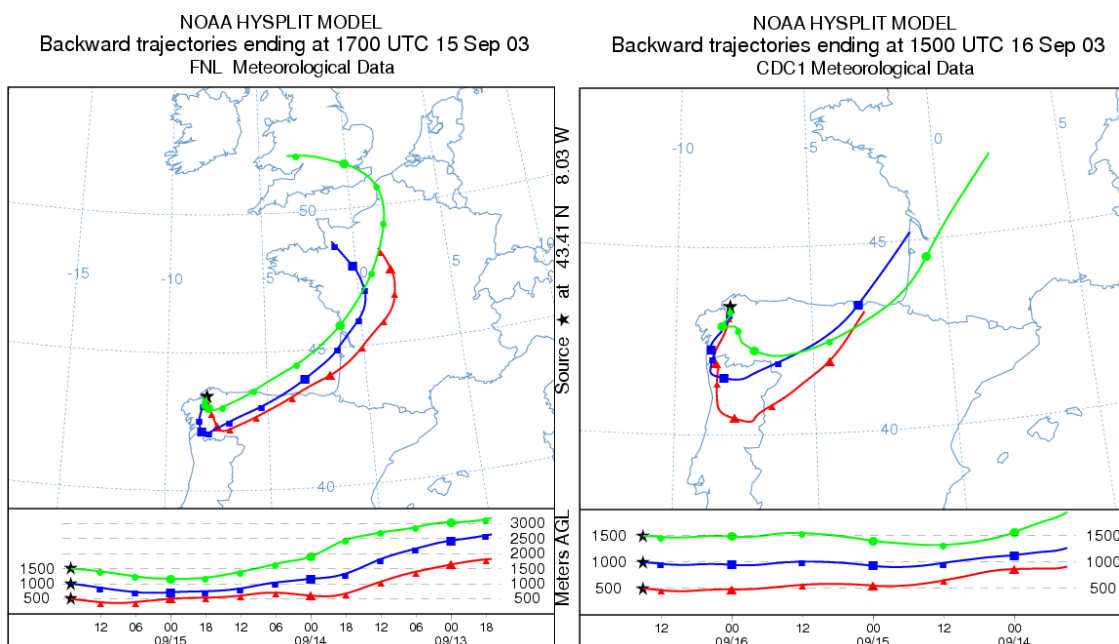 NOAA HYSPLIT MODEL
Backward trajectories ending at 1700 UTC 15 Sep 03
FNL Meteorological Data
-15
-10
-5
0
5
10
50
45
40
Source ★ at 43.41 N 8.03 W
Meters AGL
3000
2500
2000
1500
1000
500
1500
1000
500
12 06 00 18 12 06 00 18 12 06 00 18
09/15 09/14 09/13
NOAA HYSPLIT MODEL
Backward trajectories ending at 1500 UTC 16 Sep 03
CDC1 Meteorological Data
-10
-5
0
5
45
40
1500
1000
500
1500
1000
500
12 00 12 00 12 00
09/16 09/15 09/14